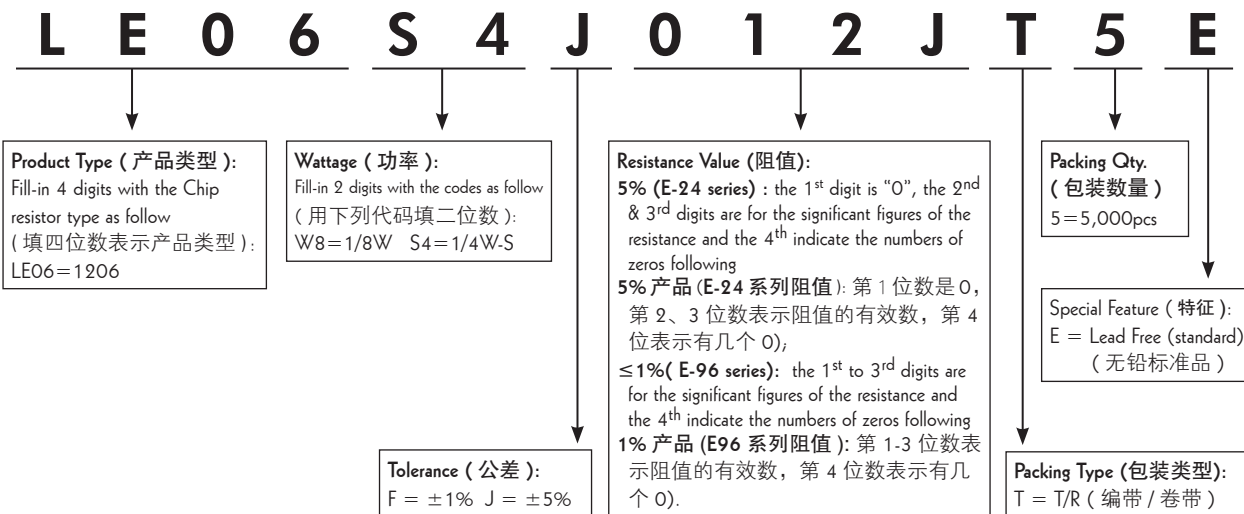 L E 0 6 S 4 J 0 1 2 J T 5 E
Product Type ( 产品类型 ):
Fill-in 4 digits with the Chip
resistor type as follow
( 填四位数表示产品类型 ):
LE06=1206
Wattage ( 功率 ):
Fill-in 2 digits with the codes as follow
( 用下列代码填二位数 ):
W8=1/8W S4=1/4W-S
Tolerance ( 公差 ):
F = ±1% J = ±5%
Resistance Value (阻值):
5% (E-24 series) : the 1st digit is “0”, the 2nd
& 3rd digits are for the significant figures of the
resistance and the 4th indicate the numbers of
zeros following
5% 产品 (E-24 系列阻值 ): 第 1 位数是 0,
第 2、3 位数表示阻值的有效数，第 4
位表示有几个 0);
≤1%( E-96 series): the 1st to 3rd digits are
for the significant figures of the resistance and
the 4th indicate the numbers of zeros following
1% 产品 (E96 系列阻值 ): 第 1-3 位数表
示阻值的有效数，第 4 位数表示有几
个 0).
Packing Qty.
( 包装数量 )
5=5,000pcs
Special Feature ( 特征 ):
E = Lead Free (standard)
( 无铅标准品 )
Packing Type (包装类型):
T = T/R ( 编带 / 卷带 )